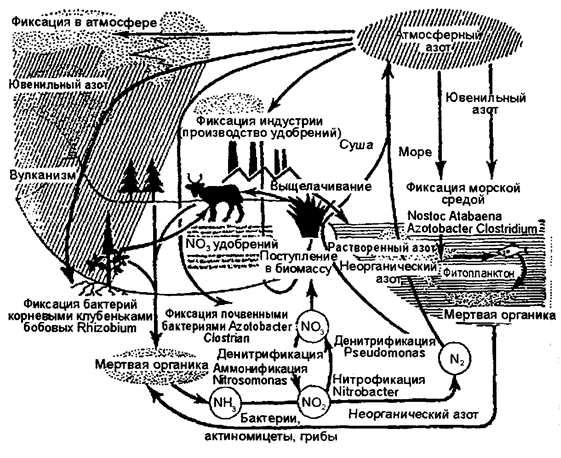 Фиксация в атмосфере
Атмосферный
азот
Ювенильный азот
Ювенильный
азот
Фиксация индустрии
(производство удобрений)
Суша
Море
Вулканизм
Выщелачивание
Фиксация морской
средой
Nostoc Atabaena
Azolobacter Clostridium
NO3 удобрений
Поступление
в биомассу
Растворенный азот
Неорганический
азот
Фитопланктон
Мертвая органика
Фиксация бактерий
корневыми клубеньками
бобовых Rhizobium
Фиксация почвенными
бактериями Azolobacter
Clostrian
NO3
Денитрификация
Pseudomonas
N2
Мертвая органика
Денитрификация
Аммонификация
Nitrosomonas
Нитрофикация
Nitrobacter
NH3
NO2
Неорганический азот
Бактерии,
актиномицеты, грибы